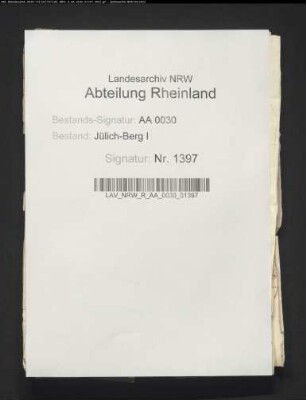 Landesarchiv NRW
Abteilung Rheinland
Bestands-Signatur: AA 0030
Bestand: Jülich-Berg I
Signatur: Nr. 1397
LAV_NRW_R_AA_0030_01397